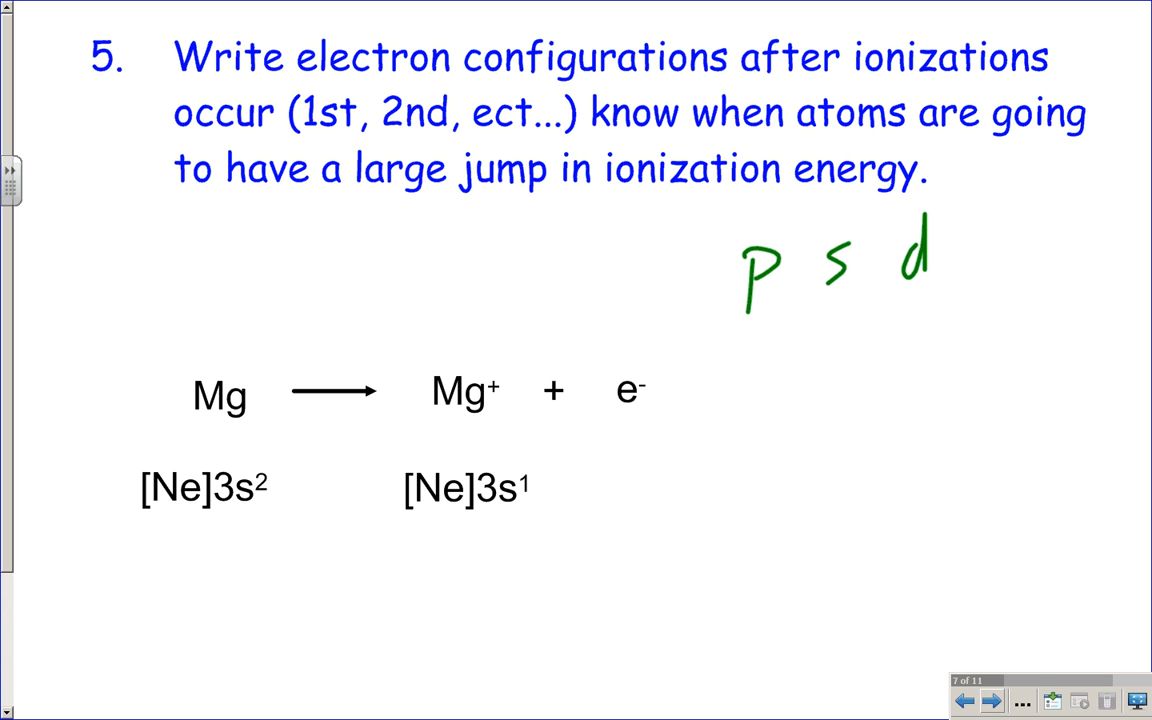 5. Write electron configurations after ionizations
occur (1st, 2nd, ect...) know when atoms are going
to have a large jump in ionization energy.
p s d
Mg ⟶ Mg⁺ + e⁻
[Ne]3s² [Ne]3s¹
7 of 11